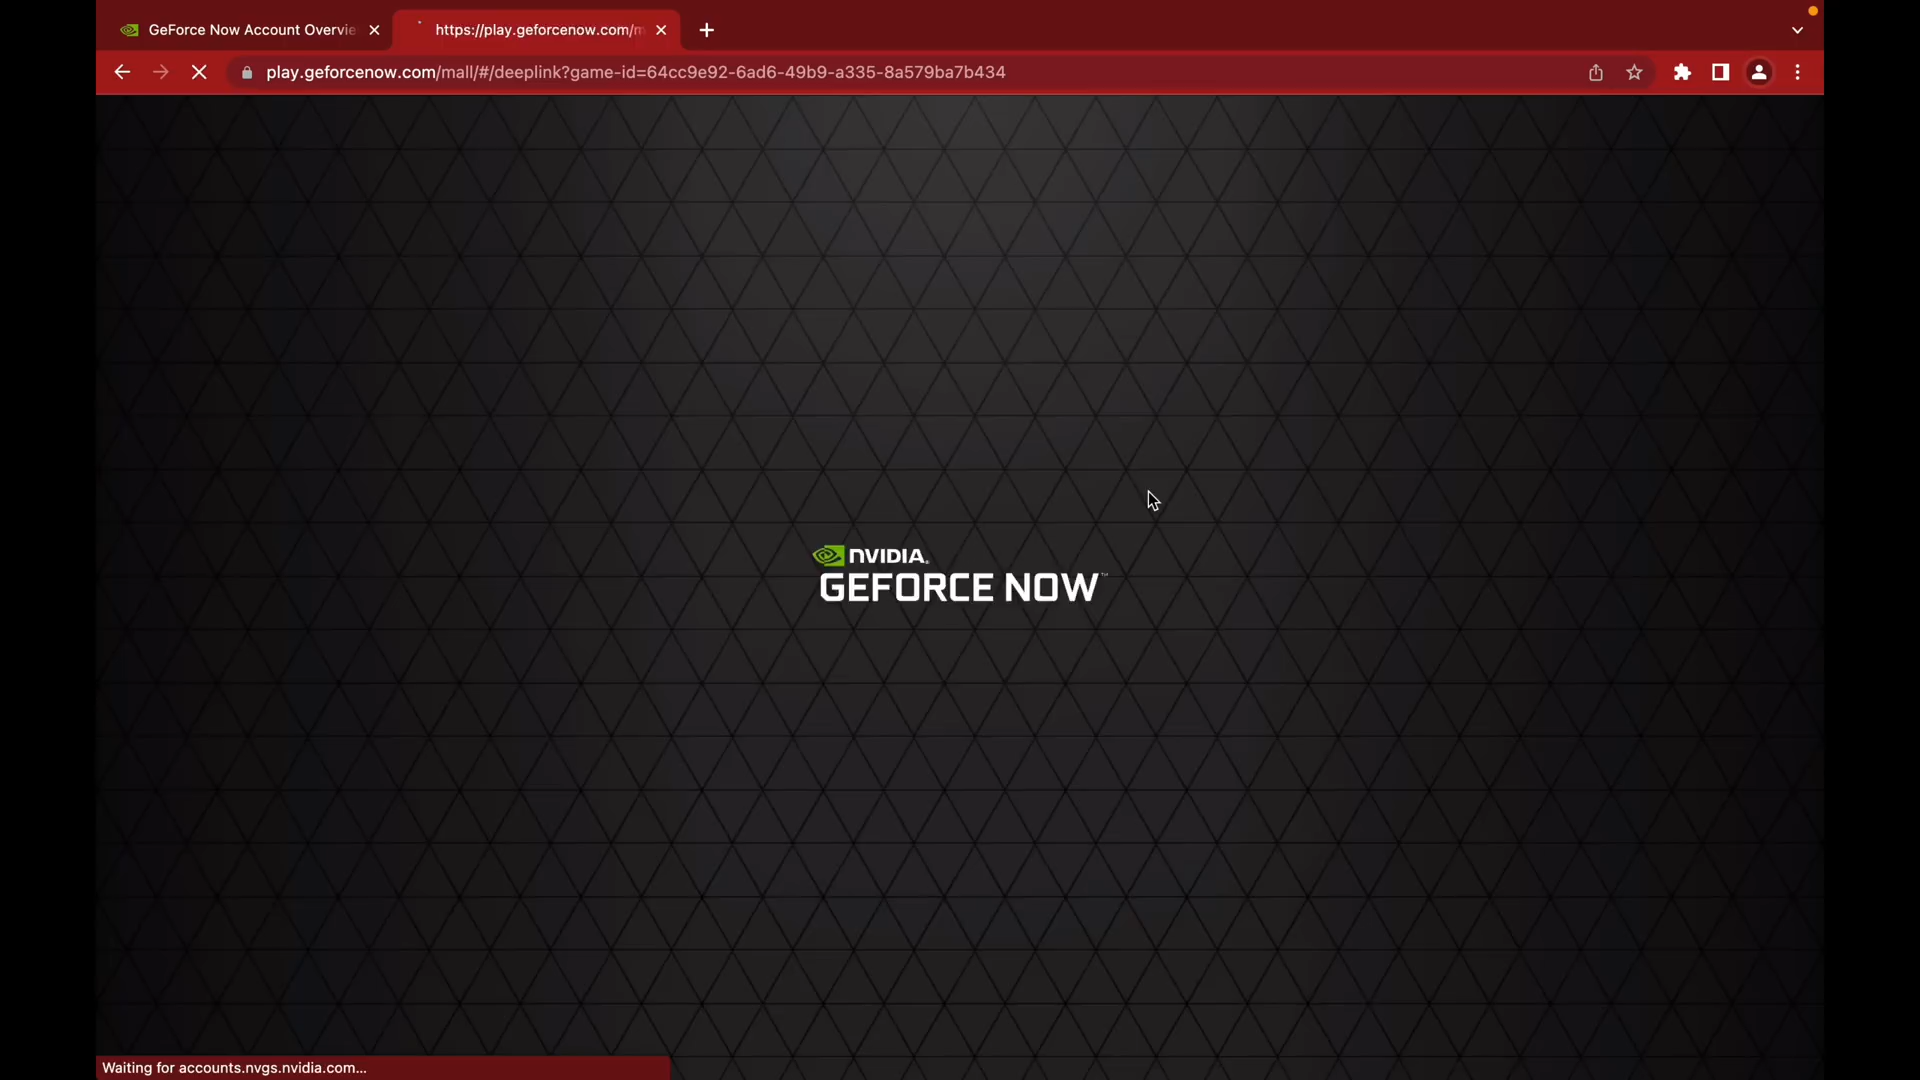 GeForce Now Account Overvie
https://play.geforcenow.com/m
play.geforcenow.com/mall/#/deeplink?game-id=64cc9e92-6ad6-49b9-a335-8a579ba7b434
NVIDIA.
GEFORCE NOW™
Waiting for accounts.nvgs.nvidia.com...